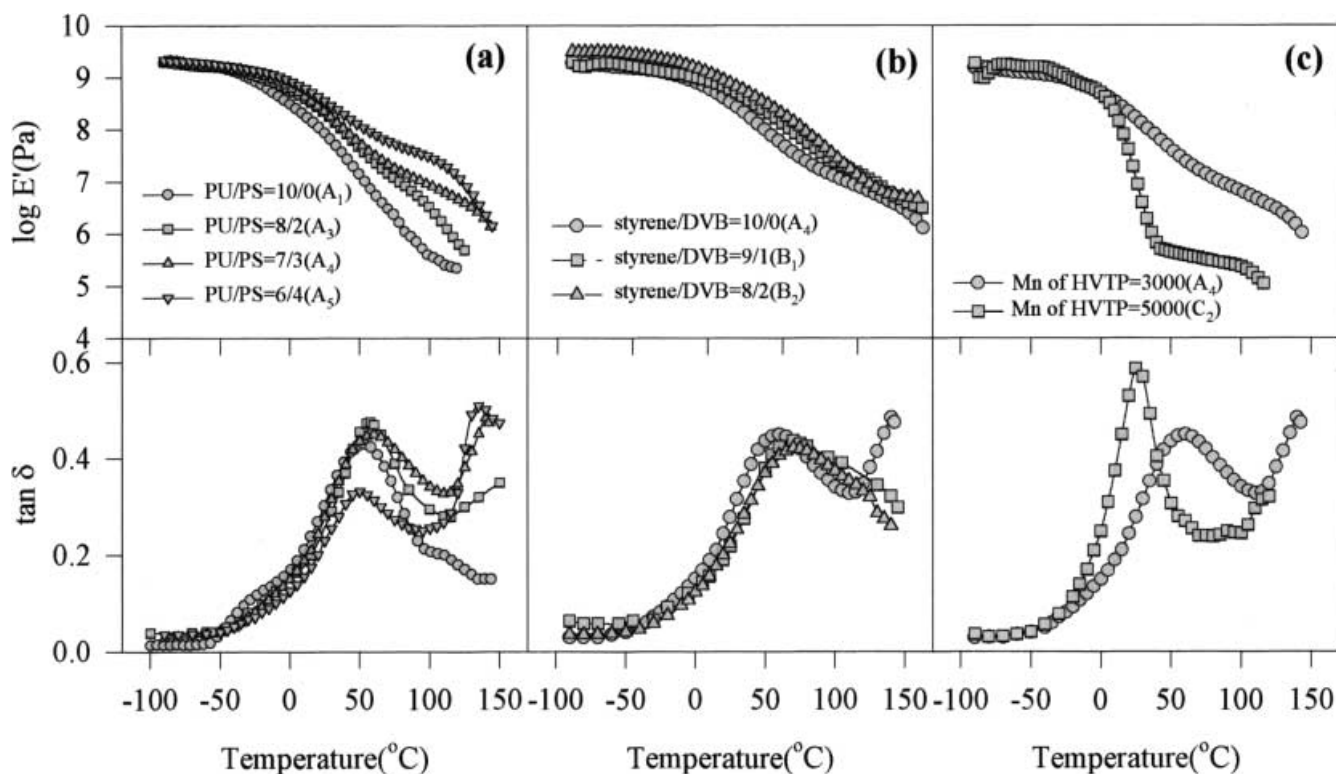 10
9
8
7
6
5
4
log E'(Pa)
(a)
PU/PS=10/0(A₁)
PU/PS=8/2(A₃)
PU/PS=7/3(A₄)
PU/PS=6/4(A₅)
(b)
styrene/DVB=10/0(A₄)
styrene/DVB=9/1(B₁)
styrene/DVB=8/2(B₂)
(c)
Mn of HVTP=3000(A₄)
Mn of HVTP=5000(C₂)
0.6
0.4
0.2
0.0
tan δ
-100 -50 0 50 100 150
-100 -50 0 50 100 150
-100 -50 0 50 100 150
Temperature(°C)
Temperature(°C)
Temperature(°C)